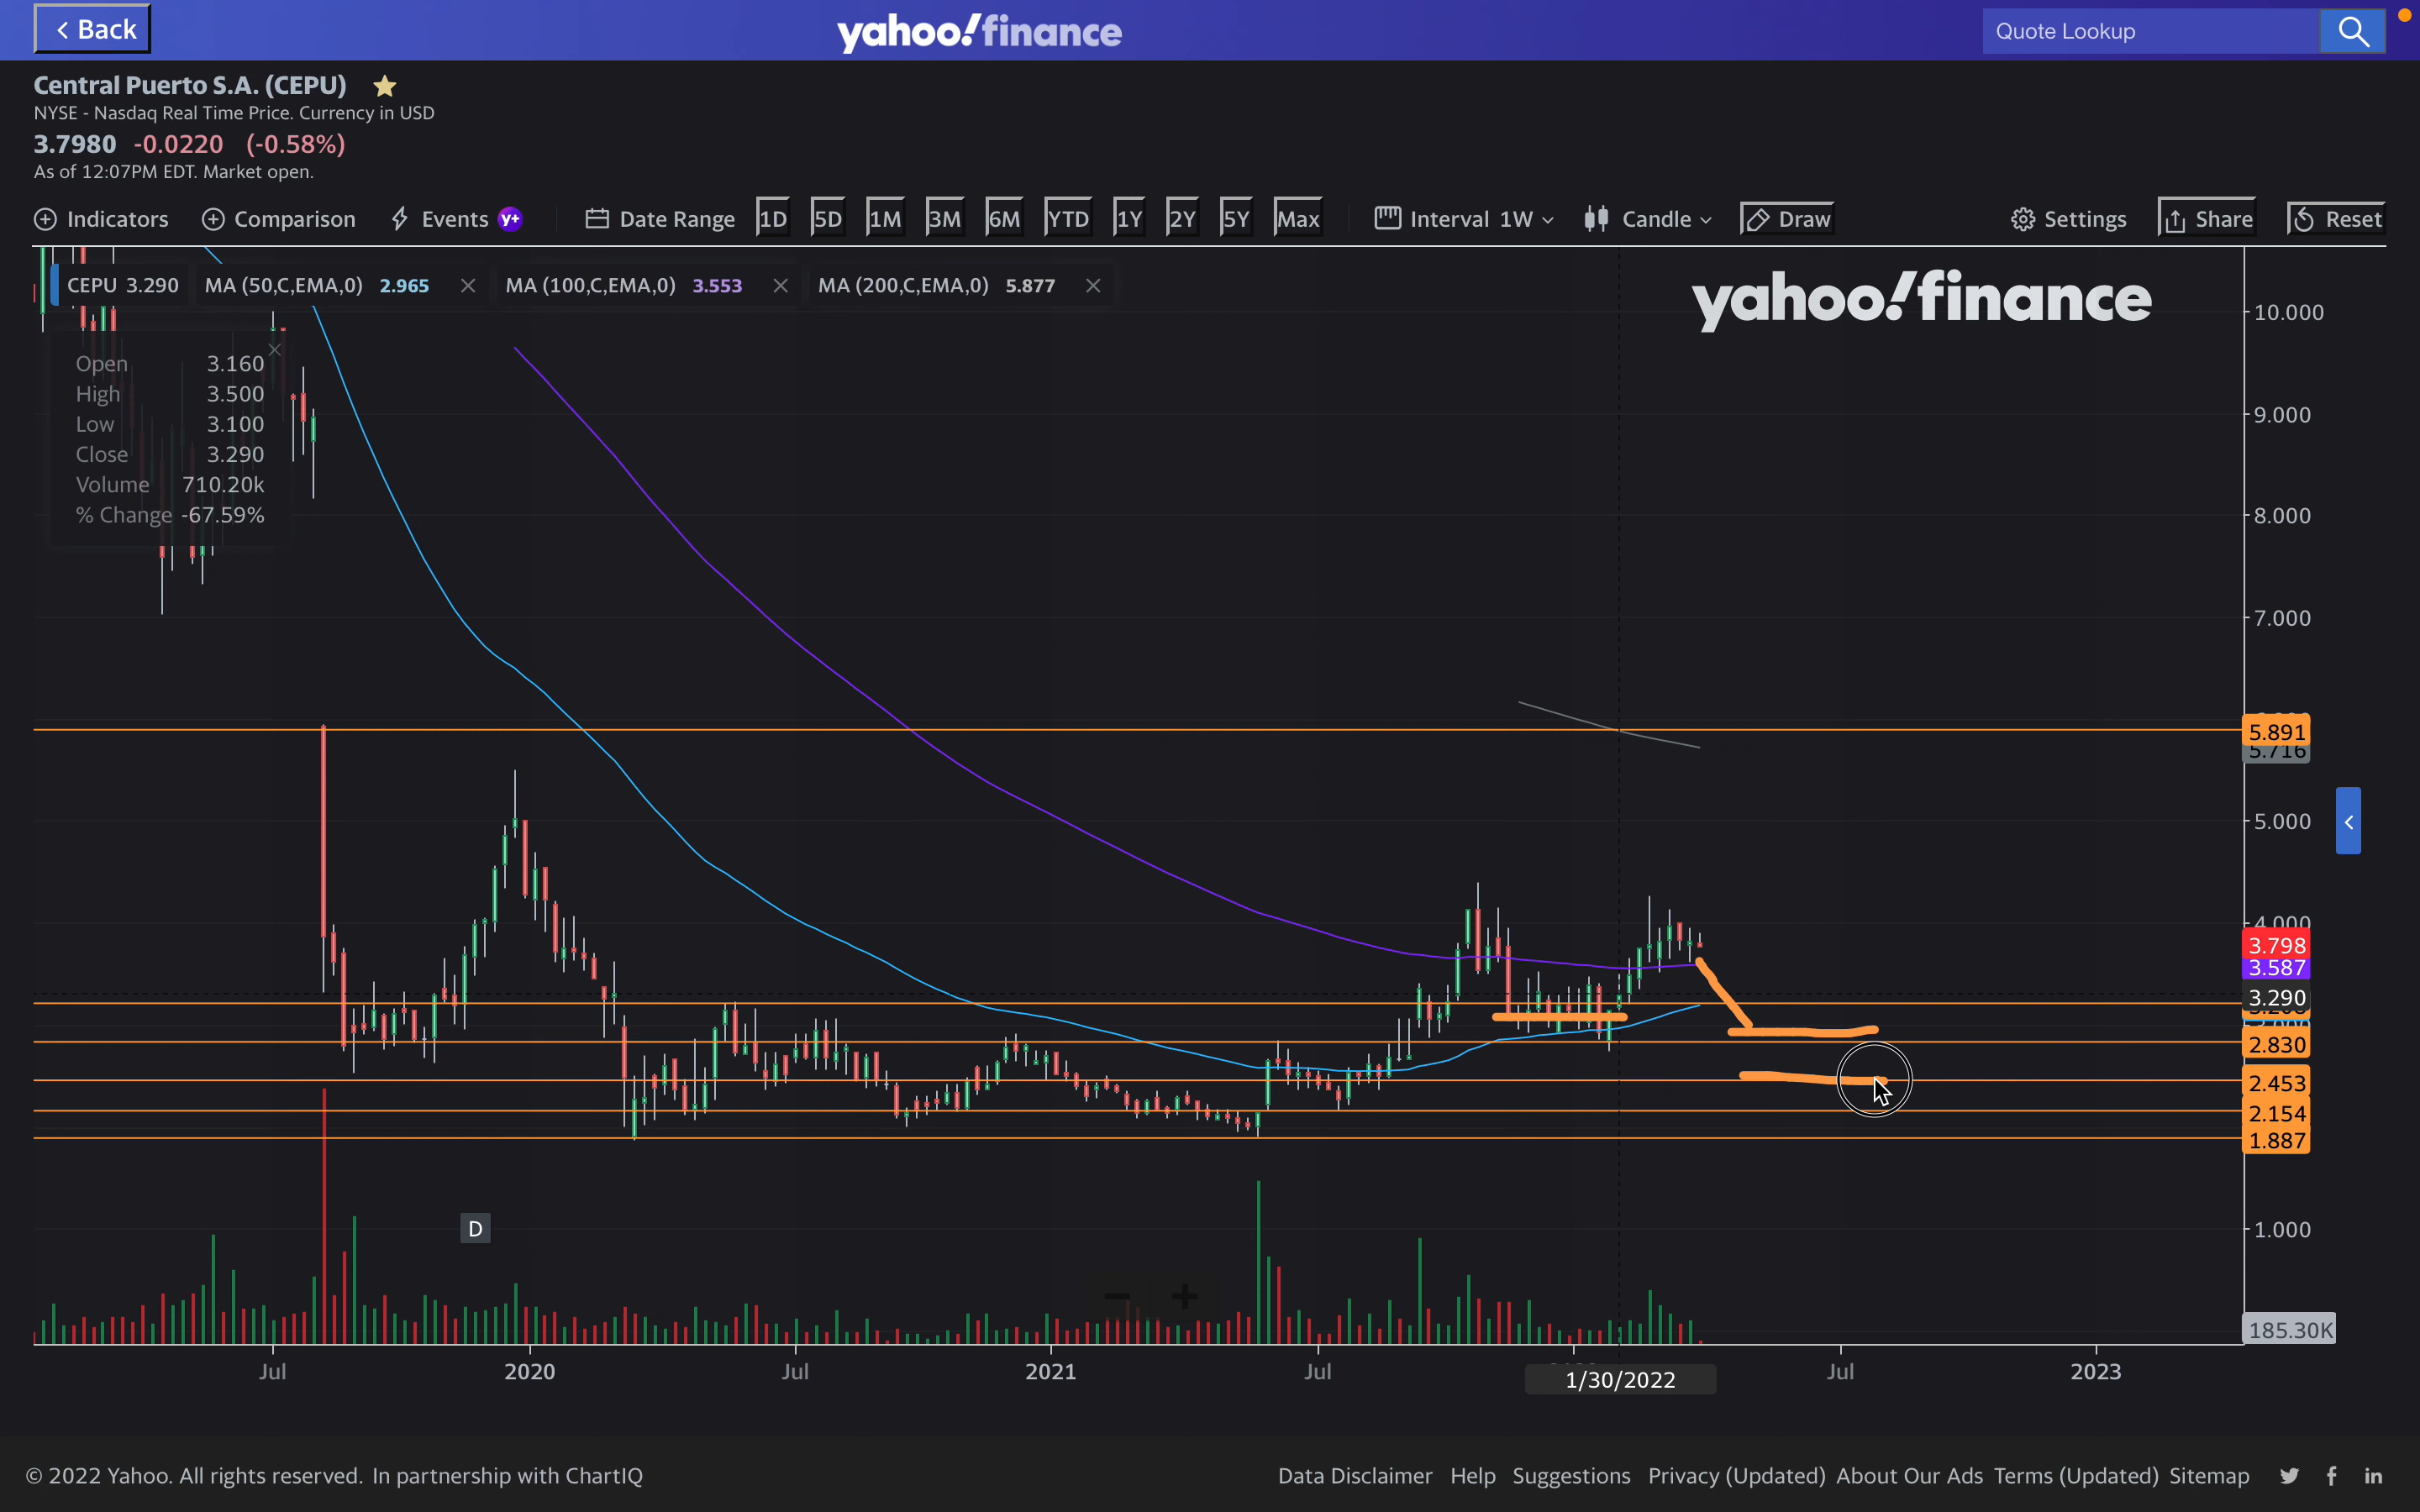 Back
yahoo!finance
Quote Lookup
Central Puerto S.A. (CEPU)
NYSE - Nasdaq Real Time Price. Currency in USD
3.7980 -0.0220 (-0.58%)
As of 12:07PM EDT. Market open.
Indicators Comparison Events y+ Date Range 1D 5D 1M 3M 6M YTD 1Y 2Y 5Y Max Interval 1W Candle Draw Settings Share Reset
CEPU 3.290 MA (50,C,EMA,0) 2.965 MA (100,C,EMA,0) 3.553 MA (200,C,EMA,0) 5.877
yahoo!finance
Open 3.160
High 3.500
Low 3.100
Close 3.290
Volume 710.20k
% Change -67.59%
10.000
9.000
8.000
7.000
5.891
5.716
5.000
4.000
3.798
3.587
3.290
2.830
2.453
2.154
1.887
1.000
185.30K
D
Jul 2020 Jul 2021 Jul 1/30/2022 Jul 2023
© 2022 Yahoo. All rights reserved. In partnership with ChartIQ
Data Disclaimer Help Suggestions Privacy (Updated) About Our Ads Terms (Updated) Sitemap